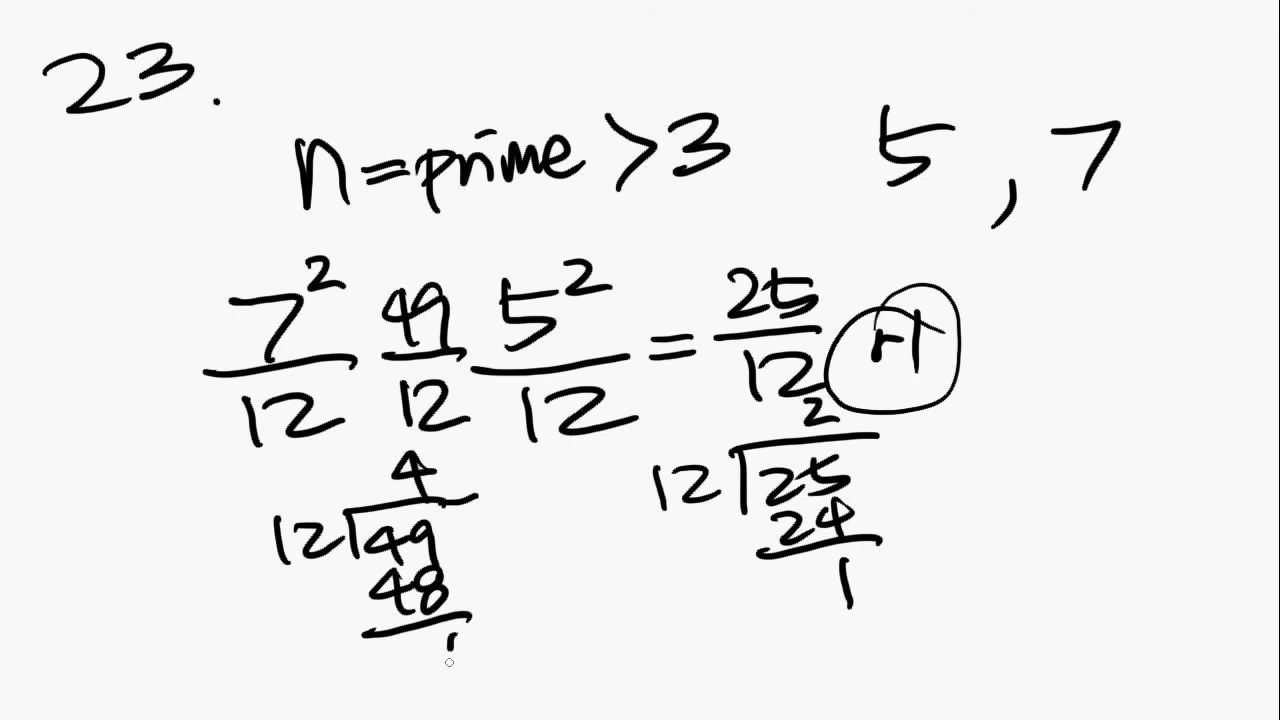 23.
n = prime > 3 5 , 7
7² 49 5² = 25 r1
12 12 12 12
4 2
12 49 12 25
48 24
1 1